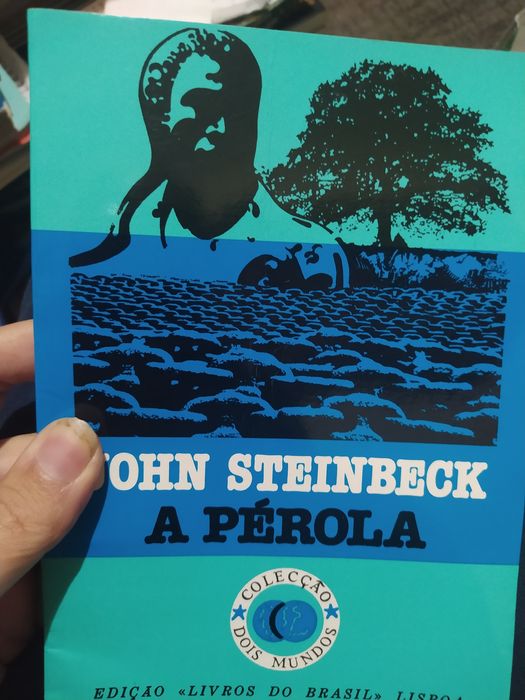 JOHN STEINBECK
A PÉROLA
COLECÇÃO
DOIS MUNDOS
EDIÇÃO «LIVROS DO BRASIL» LISBOA